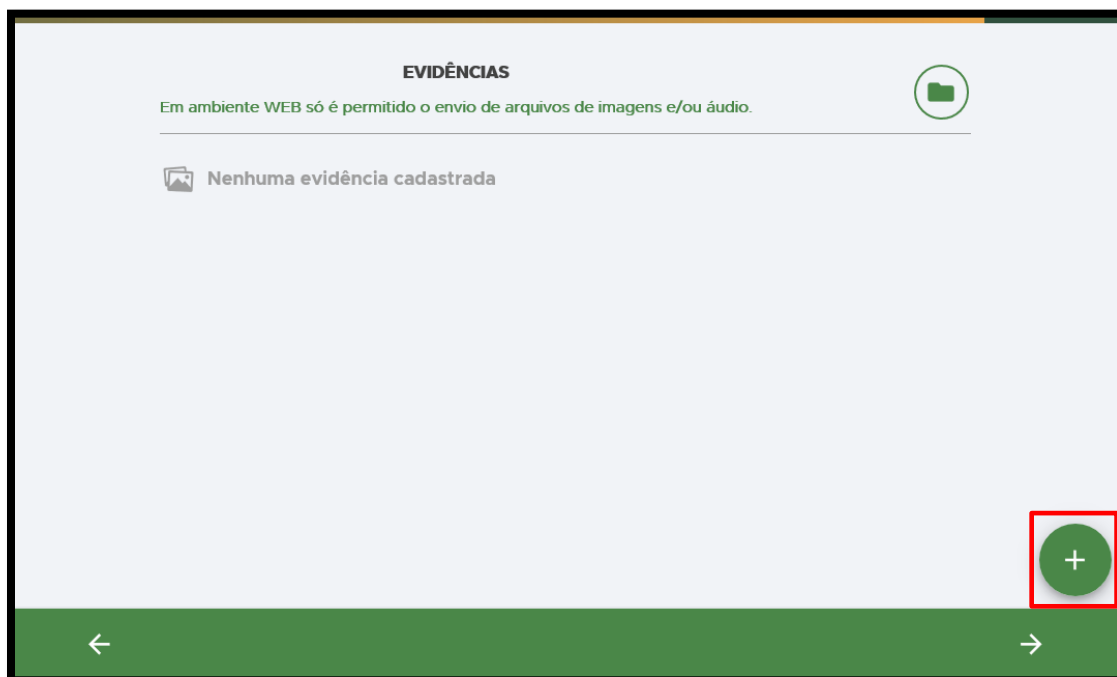 EVIDÊNCIAS
Em ambiente WEB só é permitido o envio de arquivos de imagens e/ou áudio.
Nenhuma evidência cadastrada